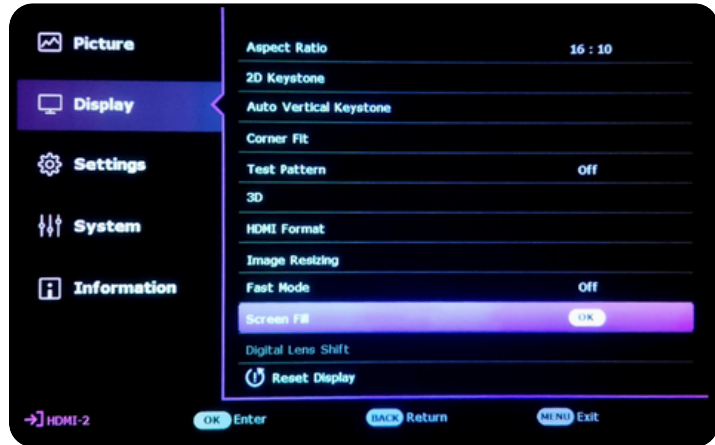 Picture
Display
Settings
System
Information
Aspect Ratio 16 : 10
2D Keystone
Auto Vertical Keystone
Corner Fit
Test Pattern Off
3D
HDMI Format
Image Resizing
Fast Mode Off
Screen Fill OK
Digital Lens Shift
Reset Display
HDMI-2 OK Enter BACK Return MENU Exit